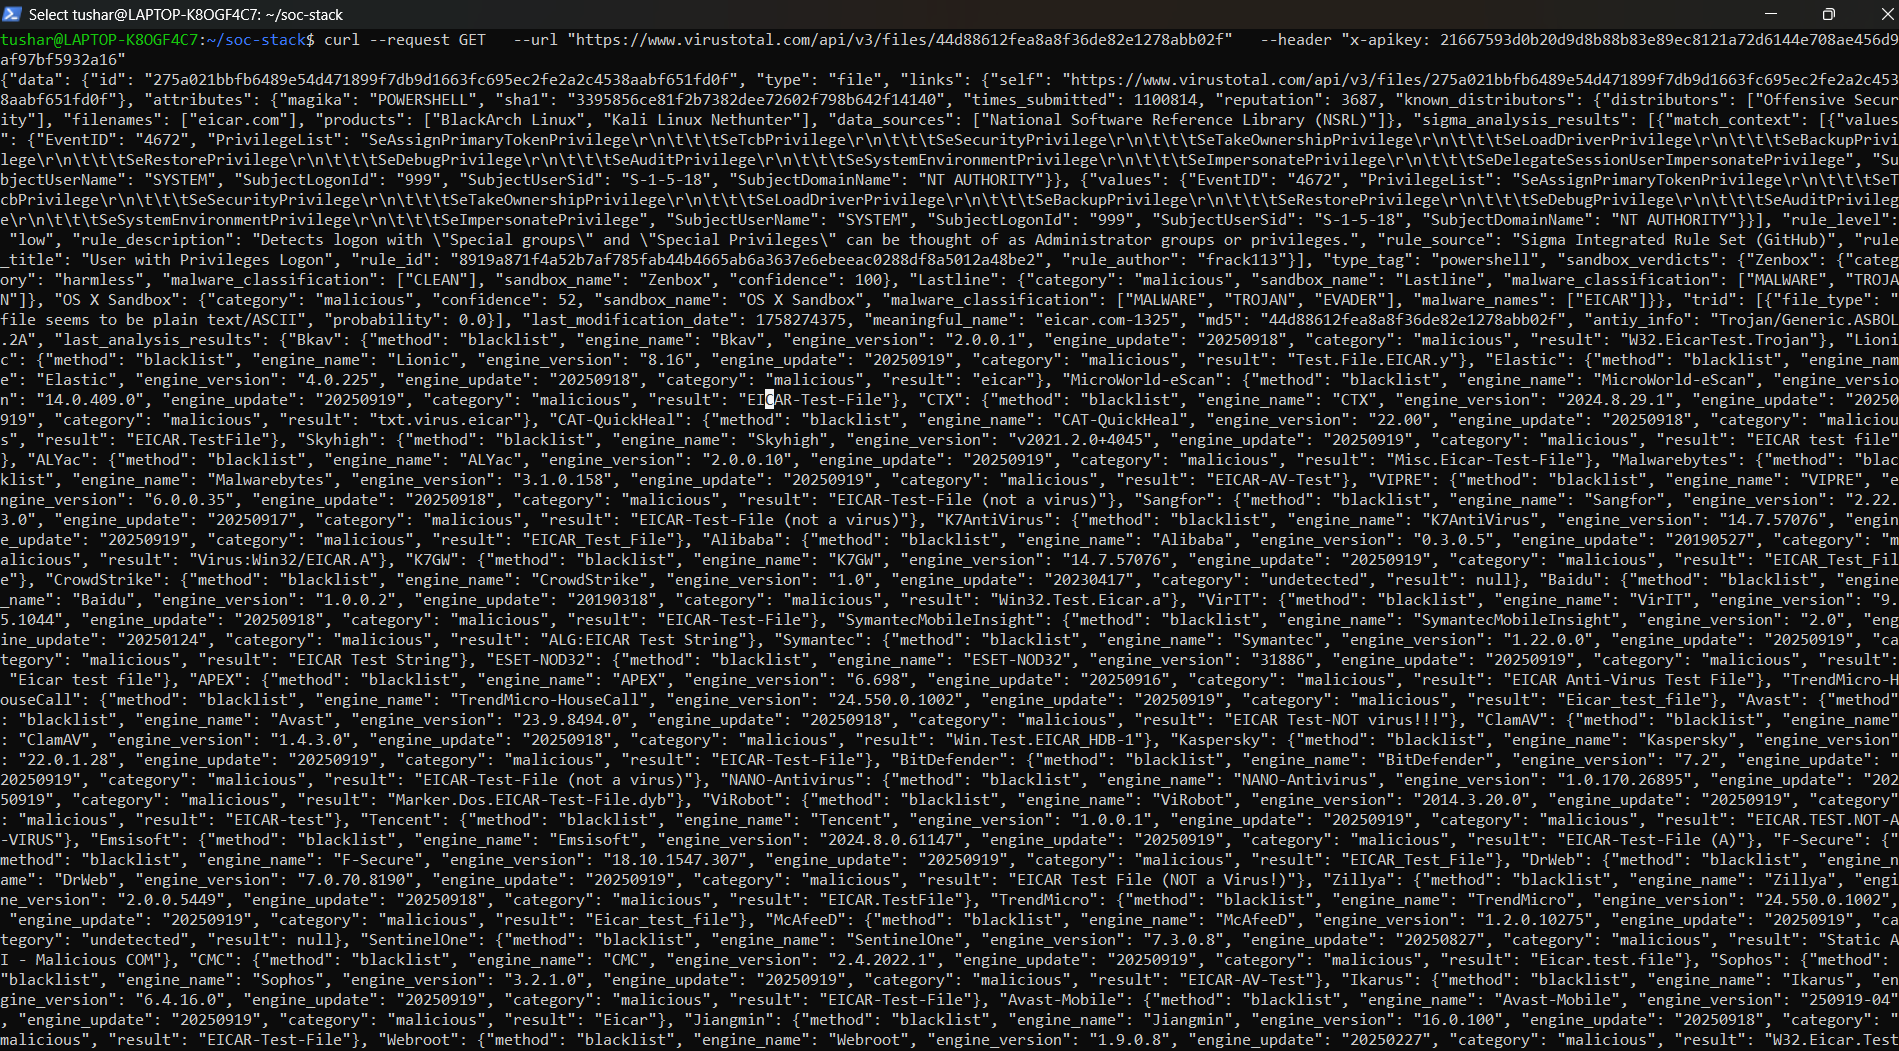 Select tushar@LAPTOP-K8OGF4C7: ~/soc-stack
tushar@LAPTOP-K8OGF4C7:~/soc-stack$ curl --request GET   --url "https://www.virustotal.com/api/v3/files/44d88612fea8a8f36de82e1278abb02f"   --header "x-apikey: 21667593d0b20d9d8b88b83e89ec8121a72d6144e708ae456d9
af97bf5932a16"
{"data": {"id": "275a021bbfb6489e54d471899f7db9d1663fc695ec2fe2a2c4538aabf651fd0f", "type": "file", "links": {"self": "https://www.virustotal.com/api/v3/files/275a021bbfb6489e54d471899f7db9d1663fc695ec2fe2a2c453
8aabf651fd0f"}, "attributes": {"magika": "POWERSHELL", "sha1": "3395856ce81f2b7382dee72602f798b642f14140", "times_submitted": 1100814, "reputation": 3687, "known_distributors": {"distributors": ["Offensive Secur
ity"], "filenames": ["eicar.com"], "products": ["BlackArch Linux", "Kali Linux Nethunter"], "data_sources": ["National Software Reference Library (NSRL)"]}, "sigma_analysis_results": [{"match_context": [{"values
": {"EventID": "4672", "PrivilegeList": "SeAssignPrimaryTokenPrivilege\r\n\t\t\tSeTcbPrivilege\r\n\t\t\tSeSecurityPrivilege\r\n\t\t\tSeTakeOwnershipPrivilege\r\n\t\t\tSeLoadDriverPrivilege\r\n\t\t\tSeBackupPrivi
lege\r\n\t\t\tSeRestorePrivilege\r\n\t\t\tSeDebugPrivilege\r\n\t\t\tSeAuditPrivilege\r\n\t\t\tSeSystemEnvironmentPrivilege\r\n\t\t\tSeImpersonatePrivilege\r\n\t\t\tSeDelegateSessionUserImpersonatePrivilege", "Su
bjectUserName": "SYSTEM", "SubjectLogonId": "999", "SubjectUserSid": "S-1-5-18", "SubjectDomainName": "NT AUTHORITY"}}, {"values": {"EventID": "4672", "PrivilegeList": "SeAssignPrimaryTokenPrivilege\r\n\t\t\tSeT
cbPrivilege\r\n\t\t\tSeSecurityPrivilege\r\n\t\t\tSeTakeOwnershipPrivilege\r\n\t\t\tSeLoadDriverPrivilege\r\n\t\t\tSeBackupPrivilege\r\n\t\t\tSeRestorePrivilege\r\n\t\t\tSeDebugPrivilege\r\n\t\t\tSeAuditPrivileg
e\r\n\t\t\tSeSystemEnvironmentPrivilege\r\n\t\t\tSeImpersonatePrivilege", "SubjectUserName": "SYSTEM", "SubjectLogonId": "999", "SubjectUserSid": "S-1-5-18", "SubjectDomainName": "NT AUTHORITY"}}], "rule_level":
 "low", "rule_description": "Detects logon with \"Special groups\" and \"Special Privileges\" can be thought of as Administrator groups or privileges.", "rule_source": "Sigma Integrated Rule Set (GitHub)", "rule
_title": "User with Privileges Logon", "rule_id": "8919a871f4a52b7af785fab44b4665ab6a3637e6ebeeac0288df8a5012a48be2", "rule_author": "frack113"}], "type_tag": "powershell", "sandbox_verdicts": {"Zenbox": {"categ
ory": "harmless", "malware_classification": ["CLEAN"], "sandbox_name": "Zenbox", "confidence": 100}, "Lastline": {"category": "malicious", "sandbox_name": "Lastline", "malware_classification": ["MALWARE", "TROJA
N"]}, "OS X Sandbox": {"category": "malicious", "confidence": 52, "sandbox_name": "OS X Sandbox", "malware_classification": ["MALWARE", "TROJAN", "EVADER"], "malware_names": ["EICAR"]}}, "trid": [{"file_type": "
file seems to be plain text/ASCII", "probability": 0.0}], "last_modification_date": 1758274375, "meaningful_name": "eicar.com-1325", "md5": "44d88612fea8a8f36de82e1278abb02f", "antiy_info": "Trojan/Generic.ASBOL
.2A", "last_analysis_results": {"Bkav": {"method": "blacklist", "engine_name": "Bkav", "engine_version": "2.0.0.1", "engine_update": "20250918", "category": "malicious", "result": "W32.EicarTest.Trojan"}, "Lioni
c": {"method": "blacklist", "engine_name": "Lionic", "engine_version": "8.16", "engine_update": "20250919", "category": "malicious", "result": "Test.File.EICAR.y"}, "Elastic": {"method": "blacklist", "engine_nam
e": "Elastic", "engine_version": "4.0.225", "engine_update": "20250918", "category": "malicious", "result": "eicar"}, "MicroWorld-eScan": {"method": "blacklist", "engine_name": "MicroWorld-eScan", "engine_versio
n": "14.0.409.0", "engine_update": "20250919", "category": "malicious", "result": "EICAR-Test-File"}, "CTX": {"method": "blacklist", "engine_name": "CTX", "engine_version": "2024.8.29.1", "engine_update": "20250
919", "category": "malicious", "result": "txt.virus.eicar"}, "CAT-QuickHeal": {"method": "blacklist", "engine_name": "CAT-QuickHeal", "engine_version": "22.00", "engine_update": "20250918", "category": "maliciou
s", "result": "EICAR.TestFile"}, "Skyhigh": {"method": "blacklist", "engine_name": "Skyhigh", "engine_version": "v2021.2.0+4045", "engine_update": "20250919", "category": "malicious", "result": "EICAR test file"
}, "ALYac": {"method": "blacklist", "engine_name": "ALYac", "engine_version": "2.0.0.10", "engine_update": "20250919", "category": "malicious", "result": "Misc.Eicar-Test-File"}, "Malwarebytes": {"method": "blac
klist", "engine_name": "Malwarebytes", "engine_version": "3.1.0.158", "engine_update": "20250919", "category": "malicious", "result": "EICAR-AV-Test"}, "VIPRE": {"method": "blacklist", "engine_name": "VIPRE", "e
ngine_version": "6.0.0.35", "engine_update": "20250918", "category": "malicious", "result": "EICAR-Test-File (not a virus)"}, "Sangfor": {"method": "blacklist", "engine_name": "Sangfor", "engine_version": "2.22.
3.0", "engine_update": "20250917", "category": "malicious", "result": "EICAR-Test-File (not a virus)"}, "K7AntiVirus": {"method": "blacklist", "engine_name": "K7AntiVirus", "engine_version": "14.7.57076", "engin
e_update": "20250919", "category": "malicious", "result": "EICAR_Test_File"}, "Alibaba": {"method": "blacklist", "engine_name": "Alibaba", "engine_version": "0.3.0.5", "engine_update": "20190527", "category": "m
alicious", "result": "Virus:Win32/EICAR.A"}, "K7GW": {"method": "blacklist", "engine_name": "K7GW", "engine_version": "14.7.57076", "engine_update": "20250919", "category": "malicious", "result": "EICAR_Test_Fil
e"}, "CrowdStrike": {"method": "blacklist", "engine_name": "CrowdStrike", "engine_version": "1.0", "engine_update": "20230417", "category": "undetected", "result": null}, "Baidu": {"method": "blacklist", "engine
_name": "Baidu", "engine_version": "1.0.0.2", "engine_update": "20190318", "category": "malicious", "result": "Win32.Test.Eicar.a"}, "VirIT": {"method": "blacklist", "engine_name": "VirIT", "engine_version": "9.
5.1044", "engine_update": "20250918", "category": "malicious", "result": "EICAR-Test-File"}, "SymantecMobileInsight": {"method": "blacklist", "engine_name": "SymantecMobileInsight", "engine_version": "2.0", "eng
ine_update": "20250124", "category": "malicious", "result": "ALG:EICAR Test String"}, "Symantec": {"method": "blacklist", "engine_name": "Symantec", "engine_version": "1.22.0.0", "engine_update": "20250919", "ca
tegory": "malicious", "result": "EICAR Test String"}, "ESET-NOD32": {"method": "blacklist", "engine_name": "ESET-NOD32", "engine_version": "31886", "engine_update": "20250919", "category": "malicious", "result":
 "Eicar test file"}, "APEX": {"method": "blacklist", "engine_name": "APEX", "engine_version": "6.698", "engine_update": "20250916", "category": "malicious", "result": "EICAR Anti-Virus Test File"}, "TrendMicro-H
ouseCall": {"method": "blacklist", "engine_name": "TrendMicro-HouseCall", "engine_version": "24.550.0.1002", "engine_update": "20250919", "category": "malicious", "result": "Eicar_test_file"}, "Avast": {"method"
: "blacklist", "engine_name": "Avast", "engine_version": "23.9.8494.0", "engine_update": "20250918", "category": "malicious", "result": "EICAR Test-NOT virus!!!"}, "ClamAV": {"method": "blacklist", "engine_name"
: "ClamAV", "engine_version": "1.4.3.0", "engine_update": "20250918", "category": "malicious", "result": "Win.Test.EICAR_HDB-1"}, "Kaspersky": {"method": "blacklist", "engine_name": "Kaspersky", "engine_version"
: "22.0.1.28", "engine_update": "20250919", "category": "malicious", "result": "EICAR-Test-File"}, "BitDefender": {"method": "blacklist", "engine_name": "BitDefender", "engine_version": "7.2", "engine_update": "
20250919", "category": "malicious", "result": "EICAR-Test-File (not a virus)"}, "NANO-Antivirus": {"method": "blacklist", "engine_name": "NANO-Antivirus", "engine_version": "1.0.170.26895", "engine_update": "202
50919", "category": "malicious", "result": "Marker.Dos.EICAR-Test-File.dyb"}, "ViRobot": {"method": "blacklist", "engine_name": "ViRobot", "engine_version": "2014.3.20.0", "engine_update": "20250919", "category"
: "malicious", "result": "EICAR-test"}, "Tencent": {"method": "blacklist", "engine_name": "Tencent", "engine_version": "1.0.0.1", "engine_update": "20250919", "category": "malicious", "result": "EICAR.TEST.NOT-A
-VIRUS"}, "Emsisoft": {"method": "blacklist", "engine_name": "Emsisoft", "engine_version": "2024.8.0.61147", "engine_update": "20250919", "category": "malicious", "result": "EICAR-Test-File (A)"}, "F-Secure": {"
method": "blacklist", "engine_name": "F-Secure", "engine_version": "18.10.1547.307", "engine_update": "20250919", "category": "malicious", "result": "EICAR_Test_File"}, "DrWeb": {"method": "blacklist", "engine_n
ame": "DrWeb", "engine_version": "7.0.70.8190", "engine_update": "20250919", "category": "malicious", "result": "EICAR Test File (NOT a Virus!)"}, "Zillya": {"method": "blacklist", "engine_name": "Zillya", "engi
ne_version": "2.0.0.5449", "engine_update": "20250918", "category": "malicious", "result": "EICAR.TestFile"}, "TrendMicro": {"method": "blacklist", "engine_name": "TrendMicro", "engine_version": "24.550.0.1002",
 "engine_update": "20250919", "category": "malicious", "result": "Eicar_test_file"}, "McAfeeD": {"method": "blacklist", "engine_name": "McAfeeD", "engine_version": "1.2.0.10275", "engine_update": "20250919", "ca
tegory": "undetected", "result": null}, "SentinelOne": {"method": "blacklist", "engine_name": "SentinelOne", "engine_version": "7.3.0.8", "engine_update": "20250827", "category": "malicious", "result": "Static A
I - Malicious COM"}, "CMC": {"method": "blacklist", "engine_name": "CMC", "engine_version": "2.4.2022.1", "engine_update": "20250919", "category": "malicious", "result": "Eicar.test.file"}, "Sophos": {"method":
"blacklist", "engine_name": "Sophos", "engine_version": "3.2.1.0", "engine_update": "20250919", "category": "malicious", "result": "EICAR-AV-Test"}, "Ikarus": {"method": "blacklist", "engine_name": "Ikarus", "en
gine_version": "6.4.16.0", "engine_update": "20250919", "category": "malicious", "result": "EICAR-Test-File"}, "Avast-Mobile": {"method": "blacklist", "engine_name": "Avast-Mobile", "engine_version": "250919-04"
, "engine_update": "20250919", "category": "malicious", "result": "Eicar"}, "Jiangmin": {"method": "blacklist", "engine_name": "Jiangmin", "engine_version": "16.0.100", "engine_update": "20250918", "category": "
malicious", "result": "EICAR-Test-File"}, "Webroot": {"method": "blacklist", "engine_name": "Webroot", "engine_version": "1.9.0.8", "engine_update": "20250227", "category": "malicious", "result": "W32.Eicar.Test